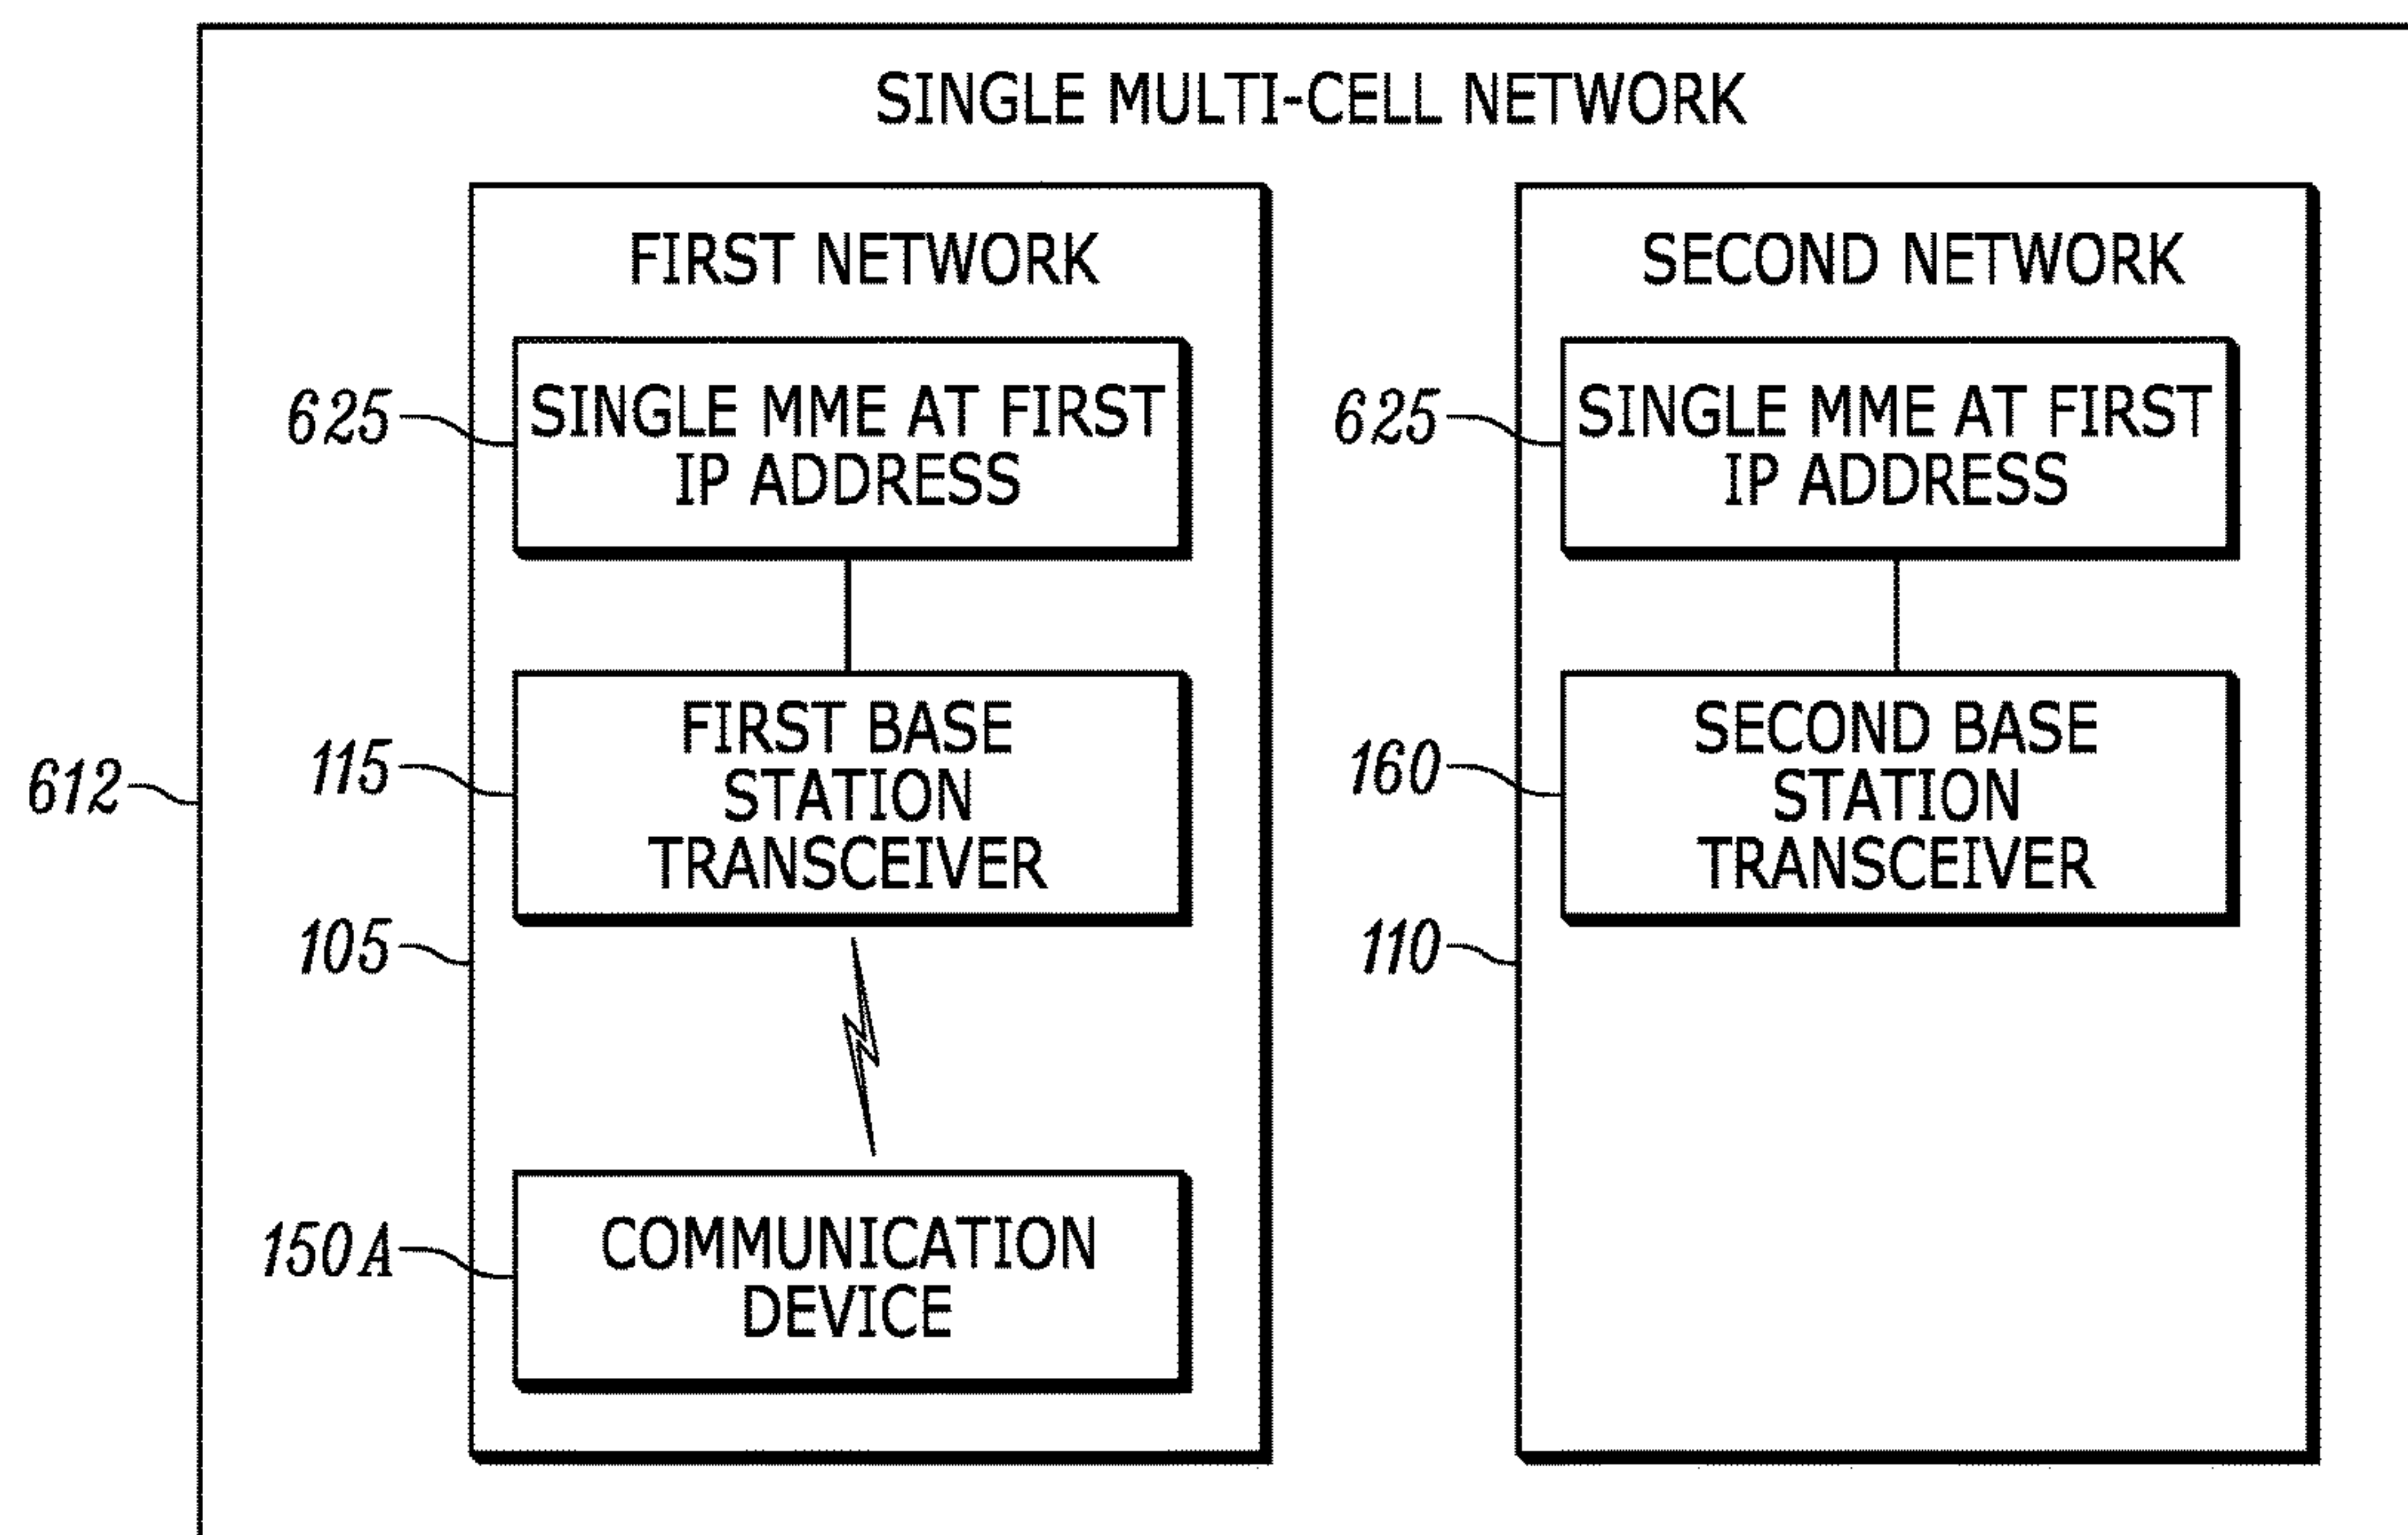 SINGLE MULTI-CELL NETWORK
FIRST NETWORK
625
SINGLE MME AT FIRST
IP ADDRESS
115
FIRST BASE
STATION
TRANSCEIVER
612
105
150A
COMMUNICATION
DEVICE
SECOND NETWORK
625
SINGLE MME AT FIRST
IP ADDRESS
160
SECOND BASE
STATION
TRANSCEIVER
110